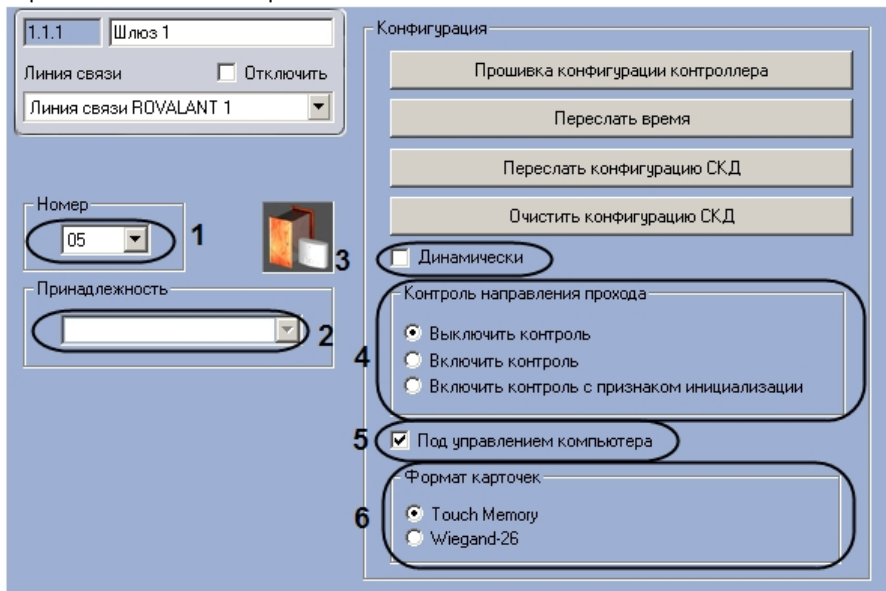 1.1.1 Шлюз 1
Линия связи Отключить
Линия связи ROVALANT 1
Номер
05
1
3
Принадлежность
2
Конфигурация
Прошивка конфигурации контроллера
Переслать время
Переслать конфигурацию СКД
Очистить конфигурацию СКД
Динамически
Контроль направления прохода
4
Выключить контроль
Включить контроль
Включить контроль с признаком инициализации
5
Под управлением компьютера
Формат карточек
6
Touch Memory
Wiegand-26